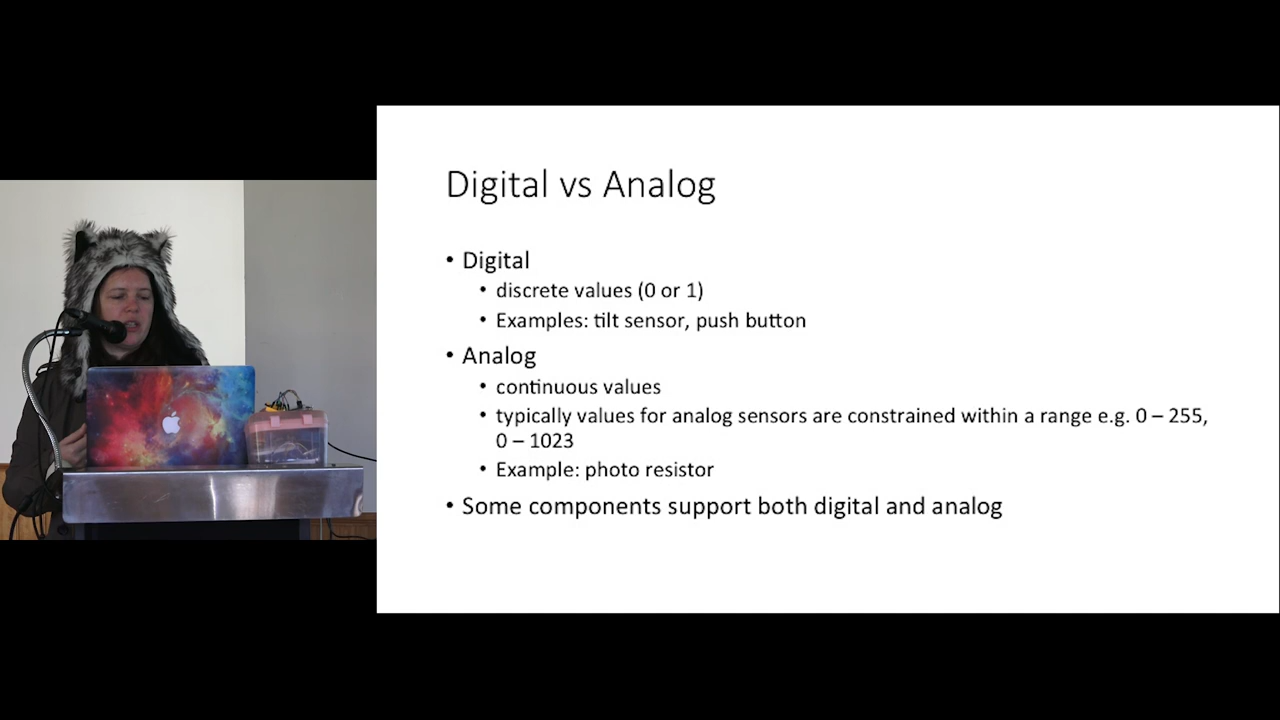 Digital vs Analog
• Digital
• discrete values (0 or 1)
• Examples: tilt sensor, push button
• Analog
• continuous values
• typically values for analog sensors are constrained within a range e.g. 0 – 255,
0 – 1023
• Example: photo resistor
• Some components support both digital and analog